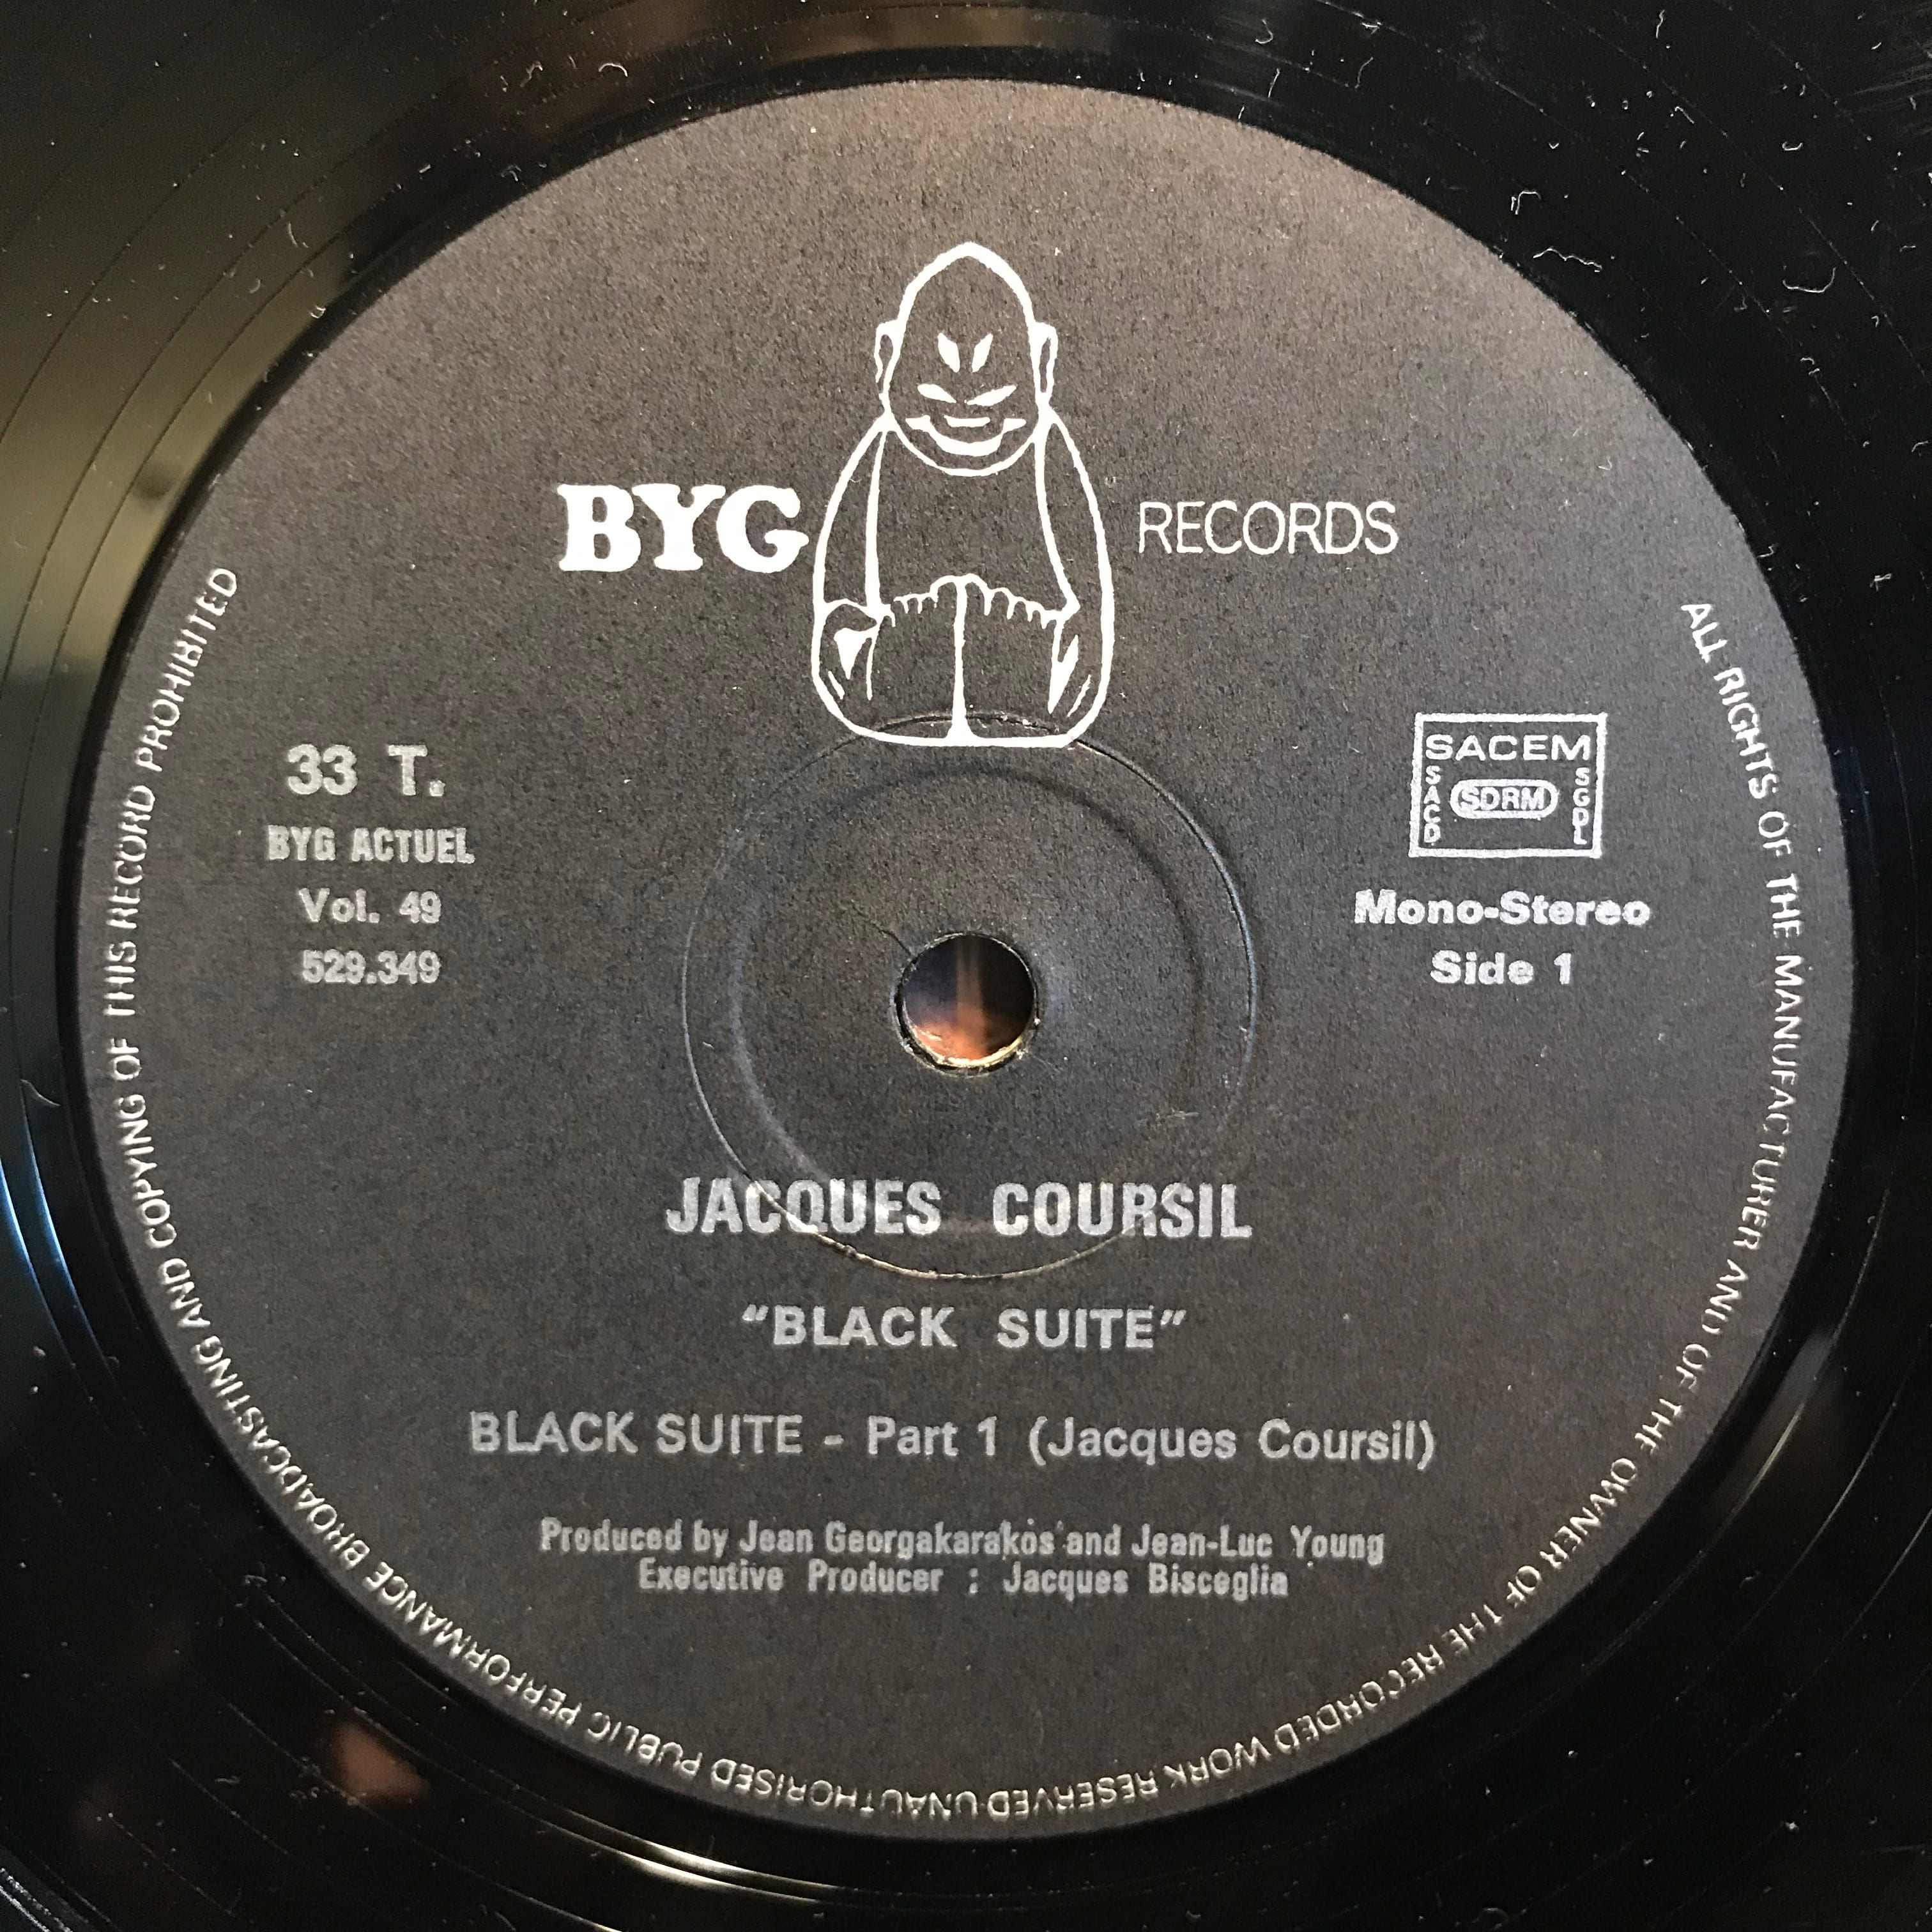 BYG RECORDS
33 T.
BYG ACTUEL
Vol. 49
529.349
SACEM
SACD
SDRM
SGDL
Mono-Stereo
Side 1
JACQUES COURSIL
"BLACK SUITE"
BLACK SUITE - Part 1 (Jacques Coursil)
Produced by Jean Georgakarakos and Jean-Luc Young
Executive Producer : Jacques Bisceglia
ALL RIGHTS OF THE MANUFACTURER AND OF THE OWNER OF THE RECORDED WORK RESERVED UNAUTHORISED PUBLIC PERFORMANCE BROADCASTING AND COPYING OF THIS RECORD PROHIBITED